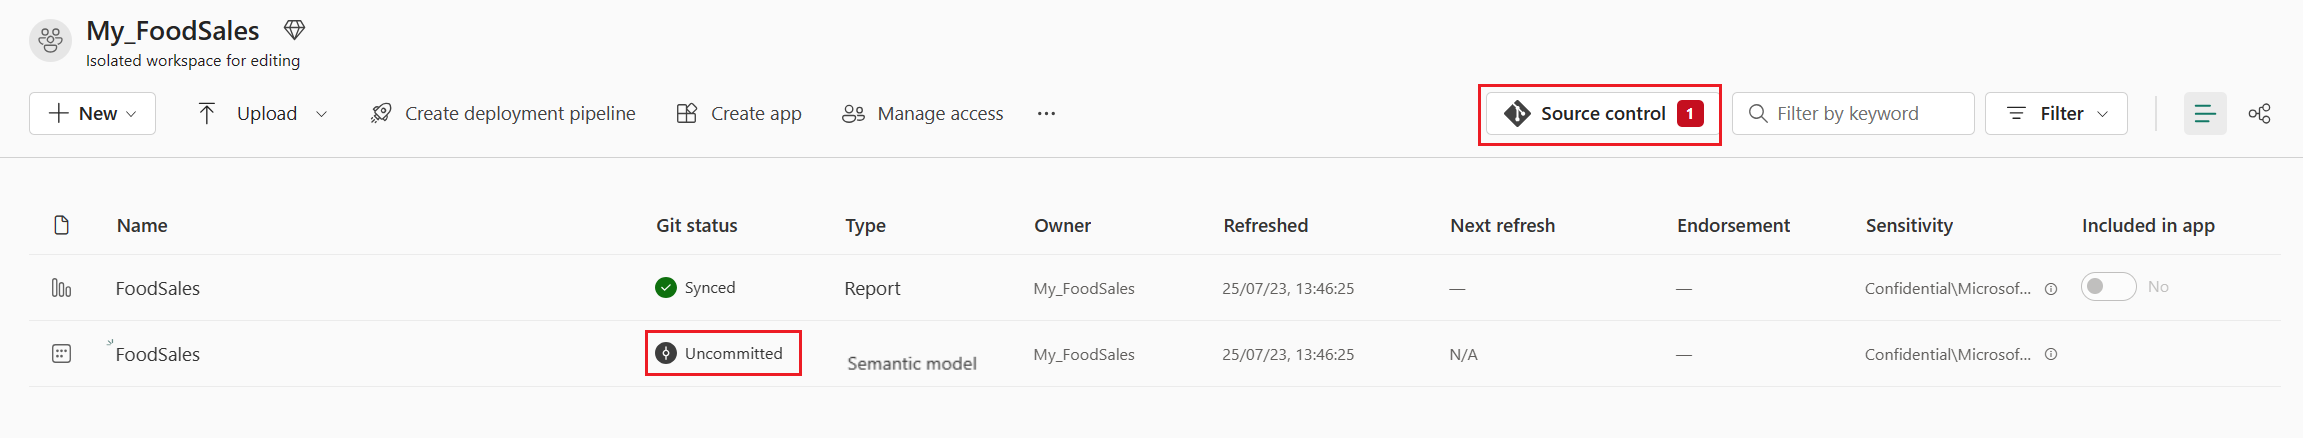 My_FoodSales
Isolated workspace for editing
New Upload Create deployment pipeline Create app Manage access ... Source control 1 Filter by keyword Filter
Name Git status Type Owner Refreshed Next refresh Endorsement Sensitivity Included in app
FoodSales Synced Report My_FoodSales 25/07/23, 13:46:25 — — Confidential\Microsof... No
FoodSales Uncommitted Semantic model My_FoodSales 25/07/23, 13:46:25 N/A — Confidential\Microsof...